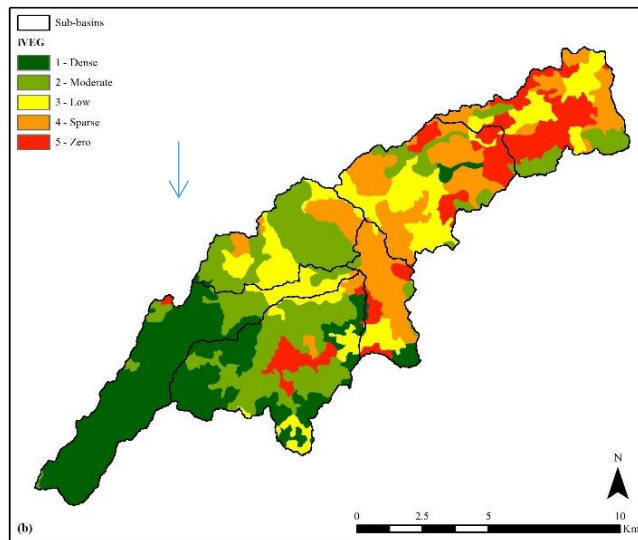 Sub-basins
iVEG
1 - Dense
2 - Moderate
3 - Low
4 - Sparse
5 - Zero
N
(b)
0 2.5 5 10
Km